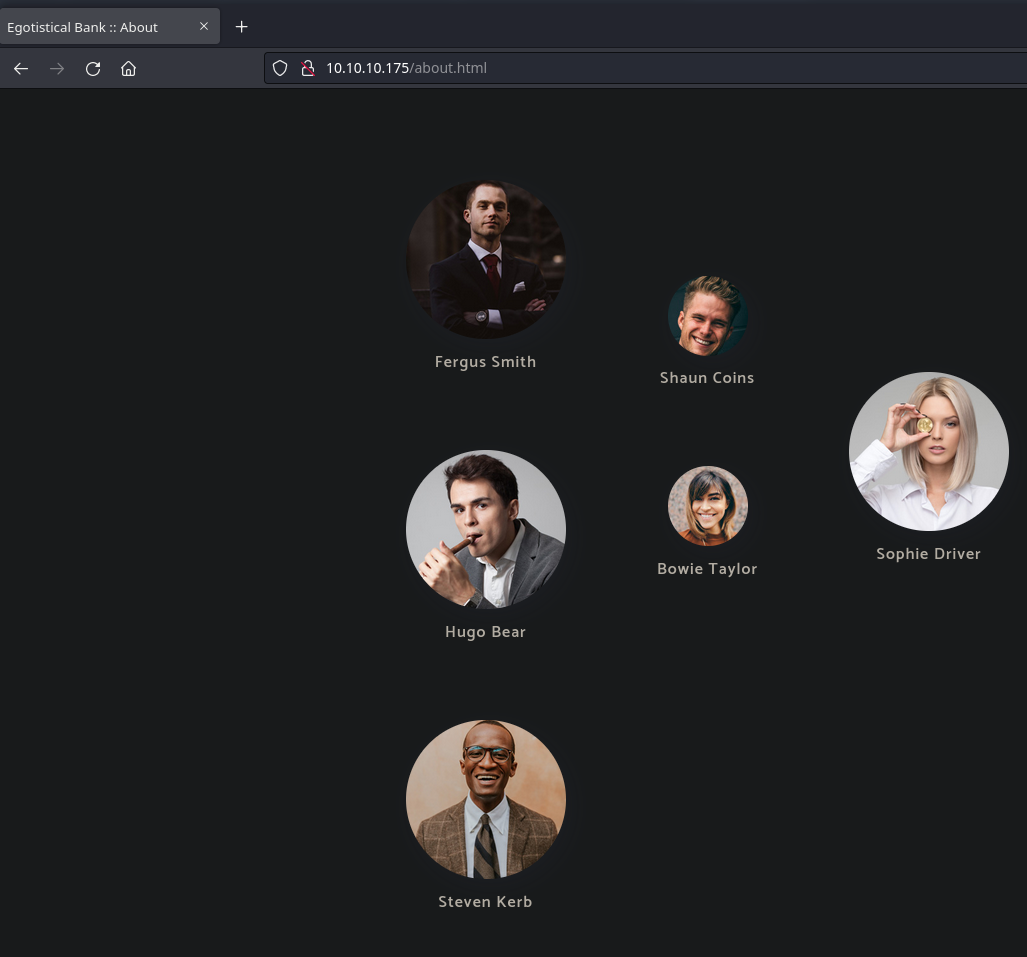 Egotistical Bank :: About
10.10.10.175/about.html
Fergus Smith
Shaun Coins
Sophie Driver
Bowie Taylor
Hugo Bear
Steven Kerb